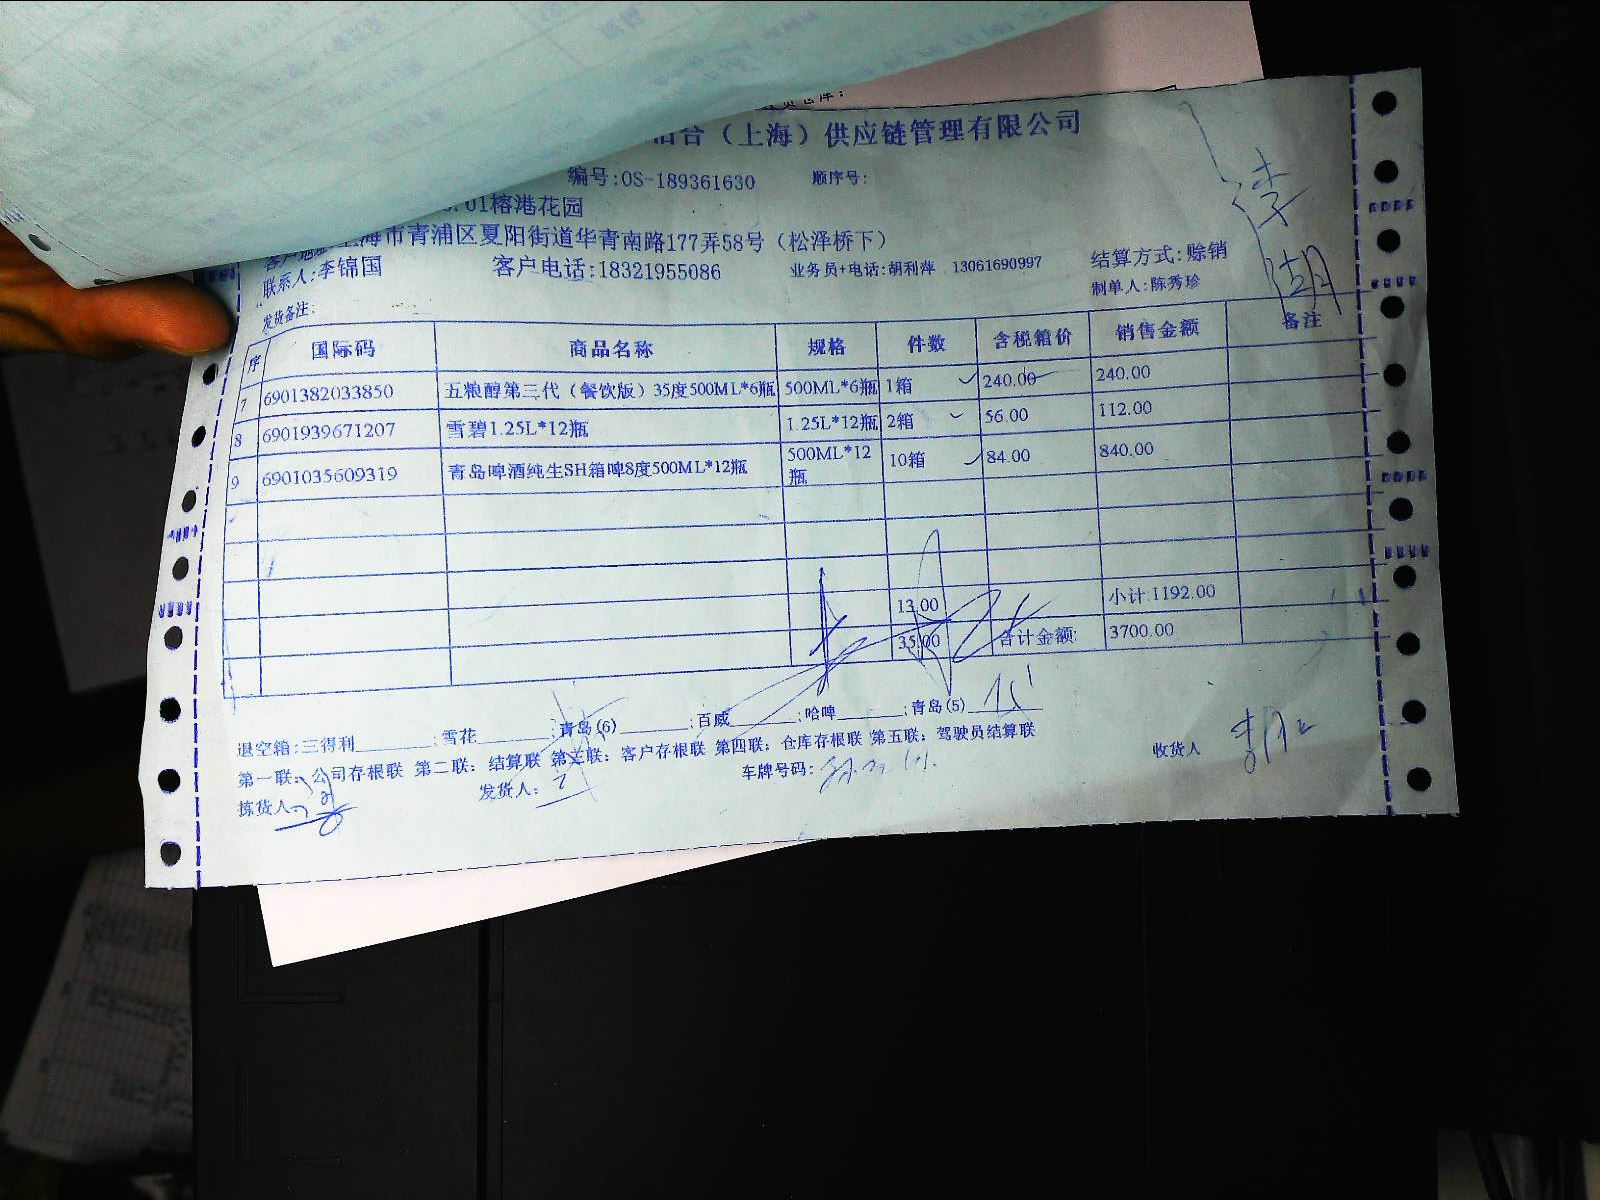 合（上海）供应链管理有限公司
编号:OS-189361630 顺序号:
01榕港花园
客户地址 上海市青浦区夏阳街道华青南路177弄58号（松泽桥下）
联系人:李锦国 客户电话:18321955086 业务员+电话:胡利萍 13061690997 结算方式:赊销
制单人:陈秀珍
发货备注:
李
胡
序 国际码 商品名称 规格 件数 含税箱价 销售金额 备注
7 6901382033850 五粮醇第三代（餐饮版）35度500ML*6瓶 500ML*6瓶 1箱 240.00 240.00
8 6901939671207 雪碧1.25L*12瓶 1.25L*12瓶 2箱 56.00 112.00
9 6901035609319 青岛啤酒纯生SH箱啤8度500ML*12瓶 500ML*12瓶 10箱 84.00 840.00
13.00 小计:1192.00
35.00 合计金额: 3700.00
退空箱:三得利 ;雪花 ;青岛(6) ;百威 ;哈啤 ;青岛(5)
第一联：公司存根联 第二联：结算联 第三联：客户存根联 第四联：仓库存根联 第五联：驾驶员结算联
拣货人: 发货人: 车牌号码: 收货人